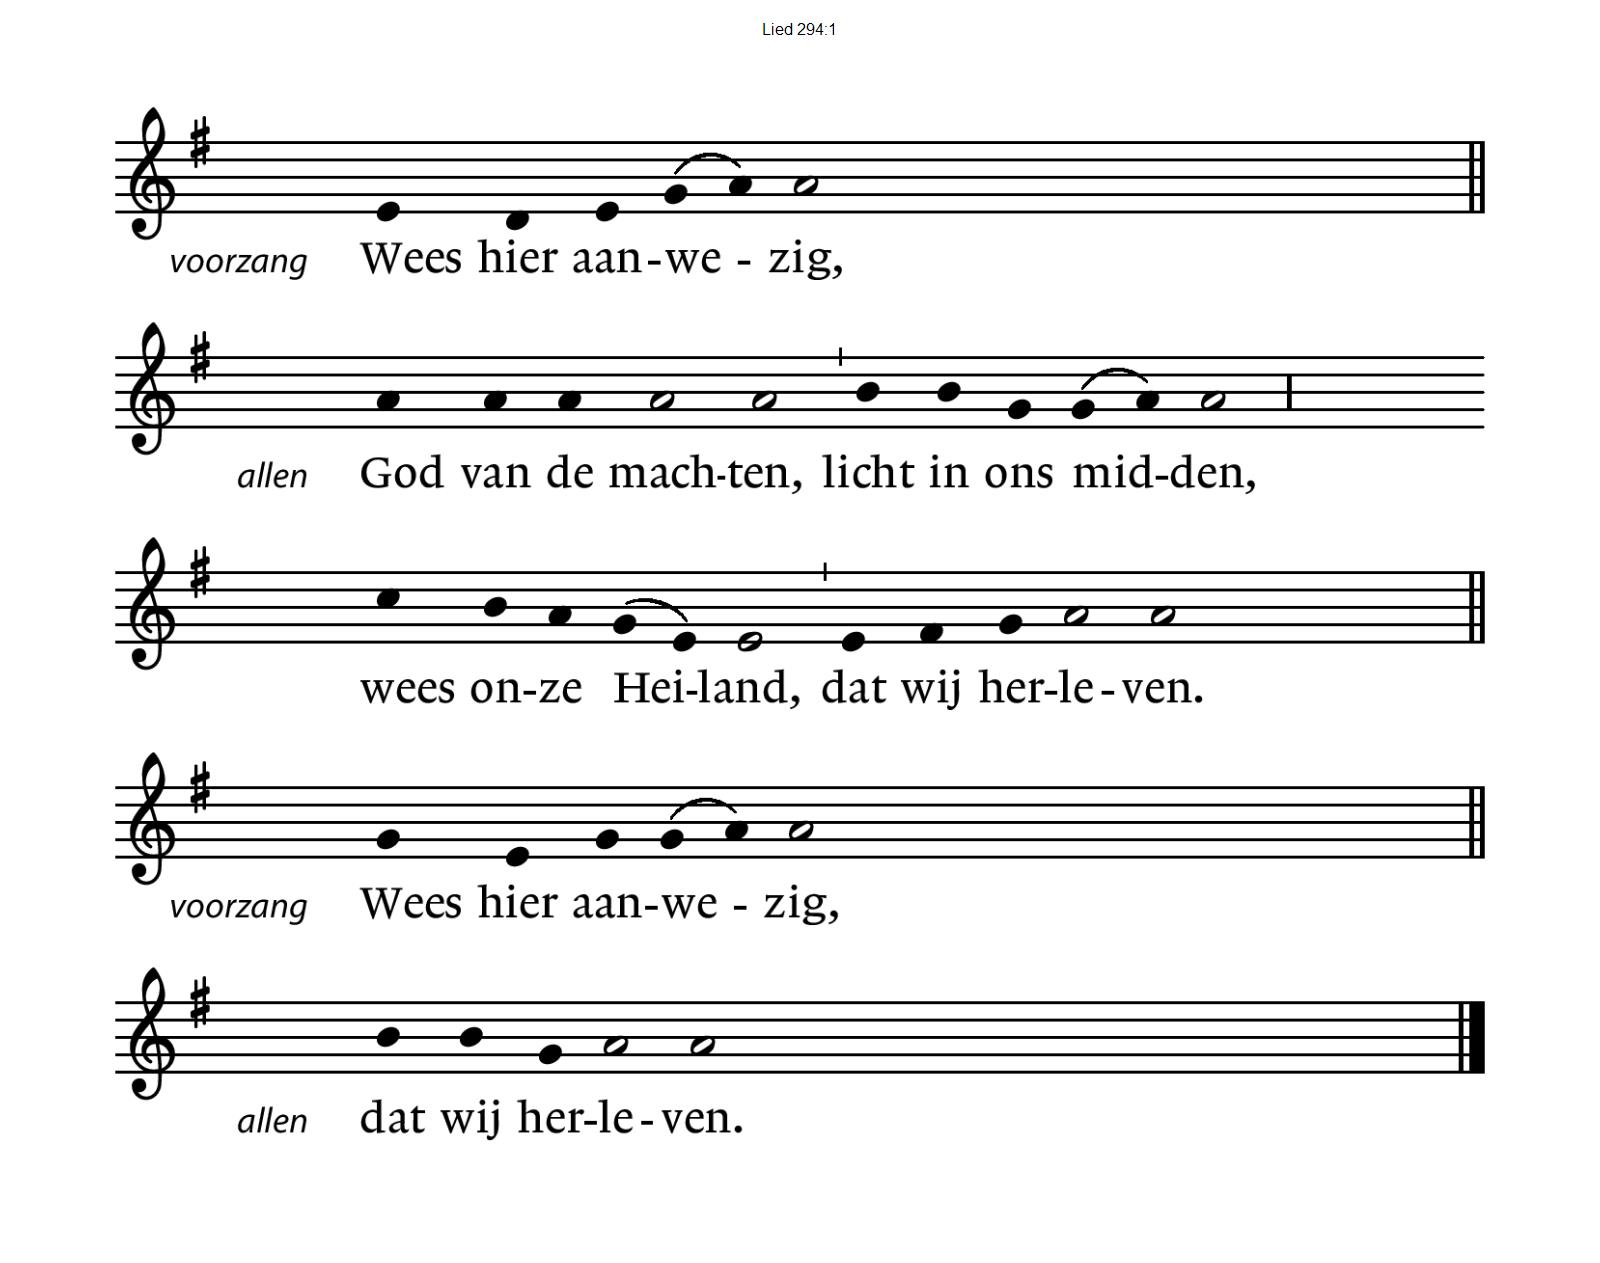 Lied 294:1
voorzang Wees hier aan-we - zig,
allen God van de mach-ten, licht in ons mid-den,
wees on-ze Hei-land, dat wij her-le-ven.
voorzang Wees hier aan-we - zig,
allen dat wij her-le-ven.